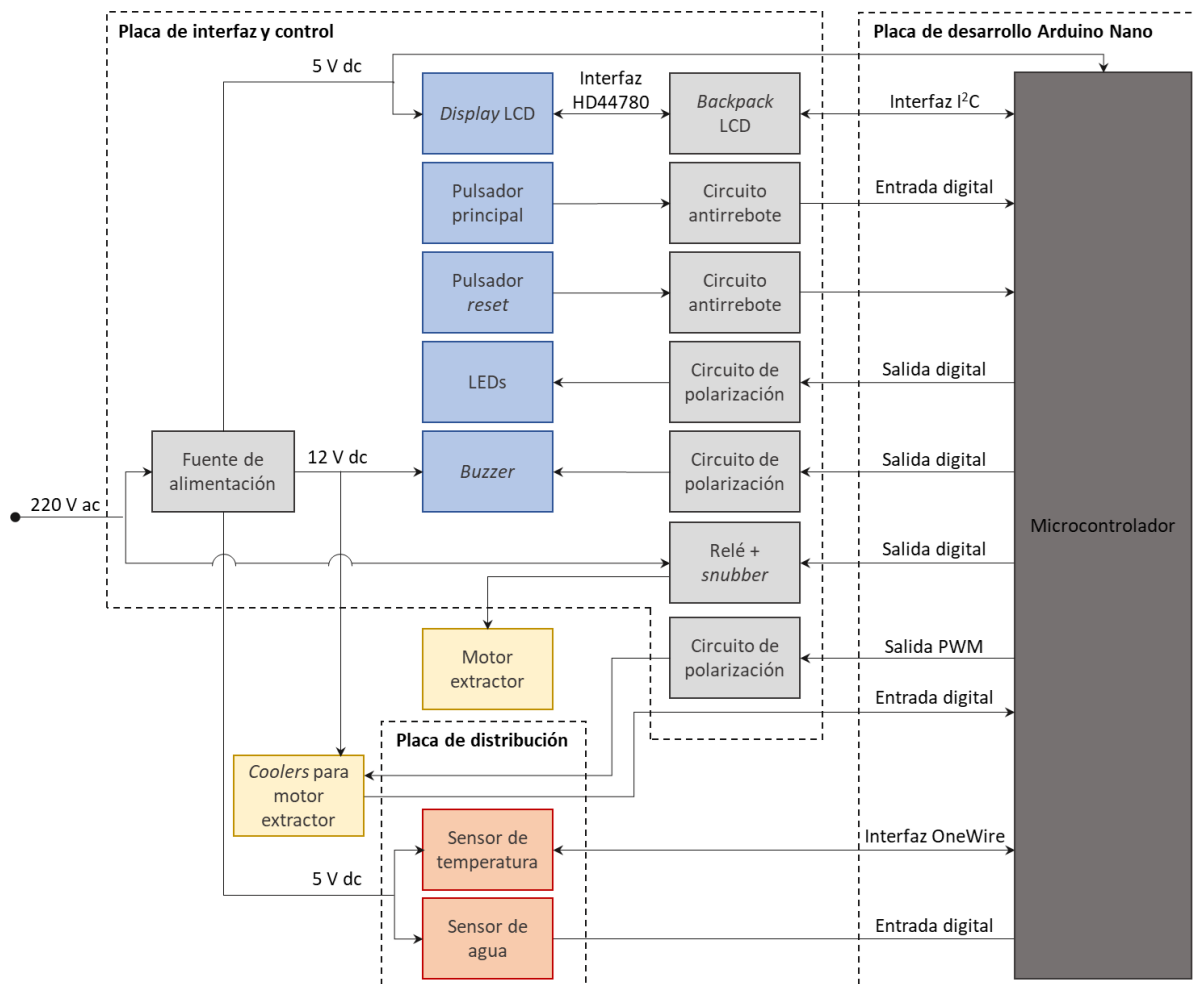 Placa de interfaz y control
Placa de desarrollo Arduino Nano
5 V dc
Display LCD
Interfaz
HD44780
Backpack
LCD
Interfaz I²C
Pulsador
principal
Circuito
antirrebote
Entrada digital
Pulsador
reset
Circuito
antirrebote
LEDs
Circuito de
polarización
Salida digital
Fuente de
alimentación
12 V dc
Buzzer
Circuito de
polarización
Salida digital
220 V ac
Microcontrolador
Relé +
snubber
Salida digital
Motor
extractor
Circuito de
polarización
Salida PWM
Entrada digital
Placa de distribución
Coolers para
motor
extractor
Sensor de
temperatura
Interfaz OneWire
5 V dc
Sensor de
agua
Entrada digital